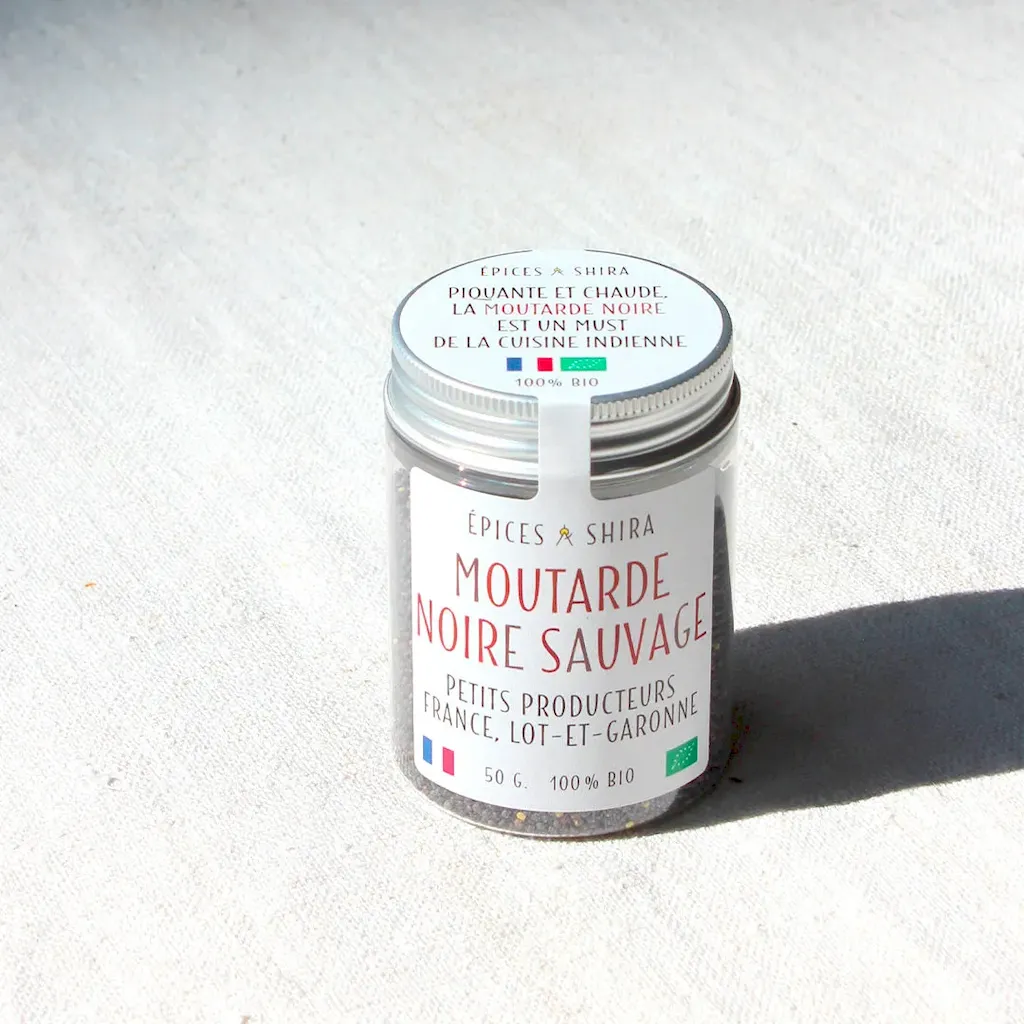 ÉPICES SHIRA
PIQUANTE ET CHAUDE,
LA MOUTARDE NOIRE
EST UN MUST
DE LA CUISINE INDIENNE
100% BIO
ÉPICES SHIRA
MOUTARDE
NOIRE SAUVAGE
PETITS PRODUCTEURS
FRANCE, LOT-ET-GARONNE
50 G. 100% BIO